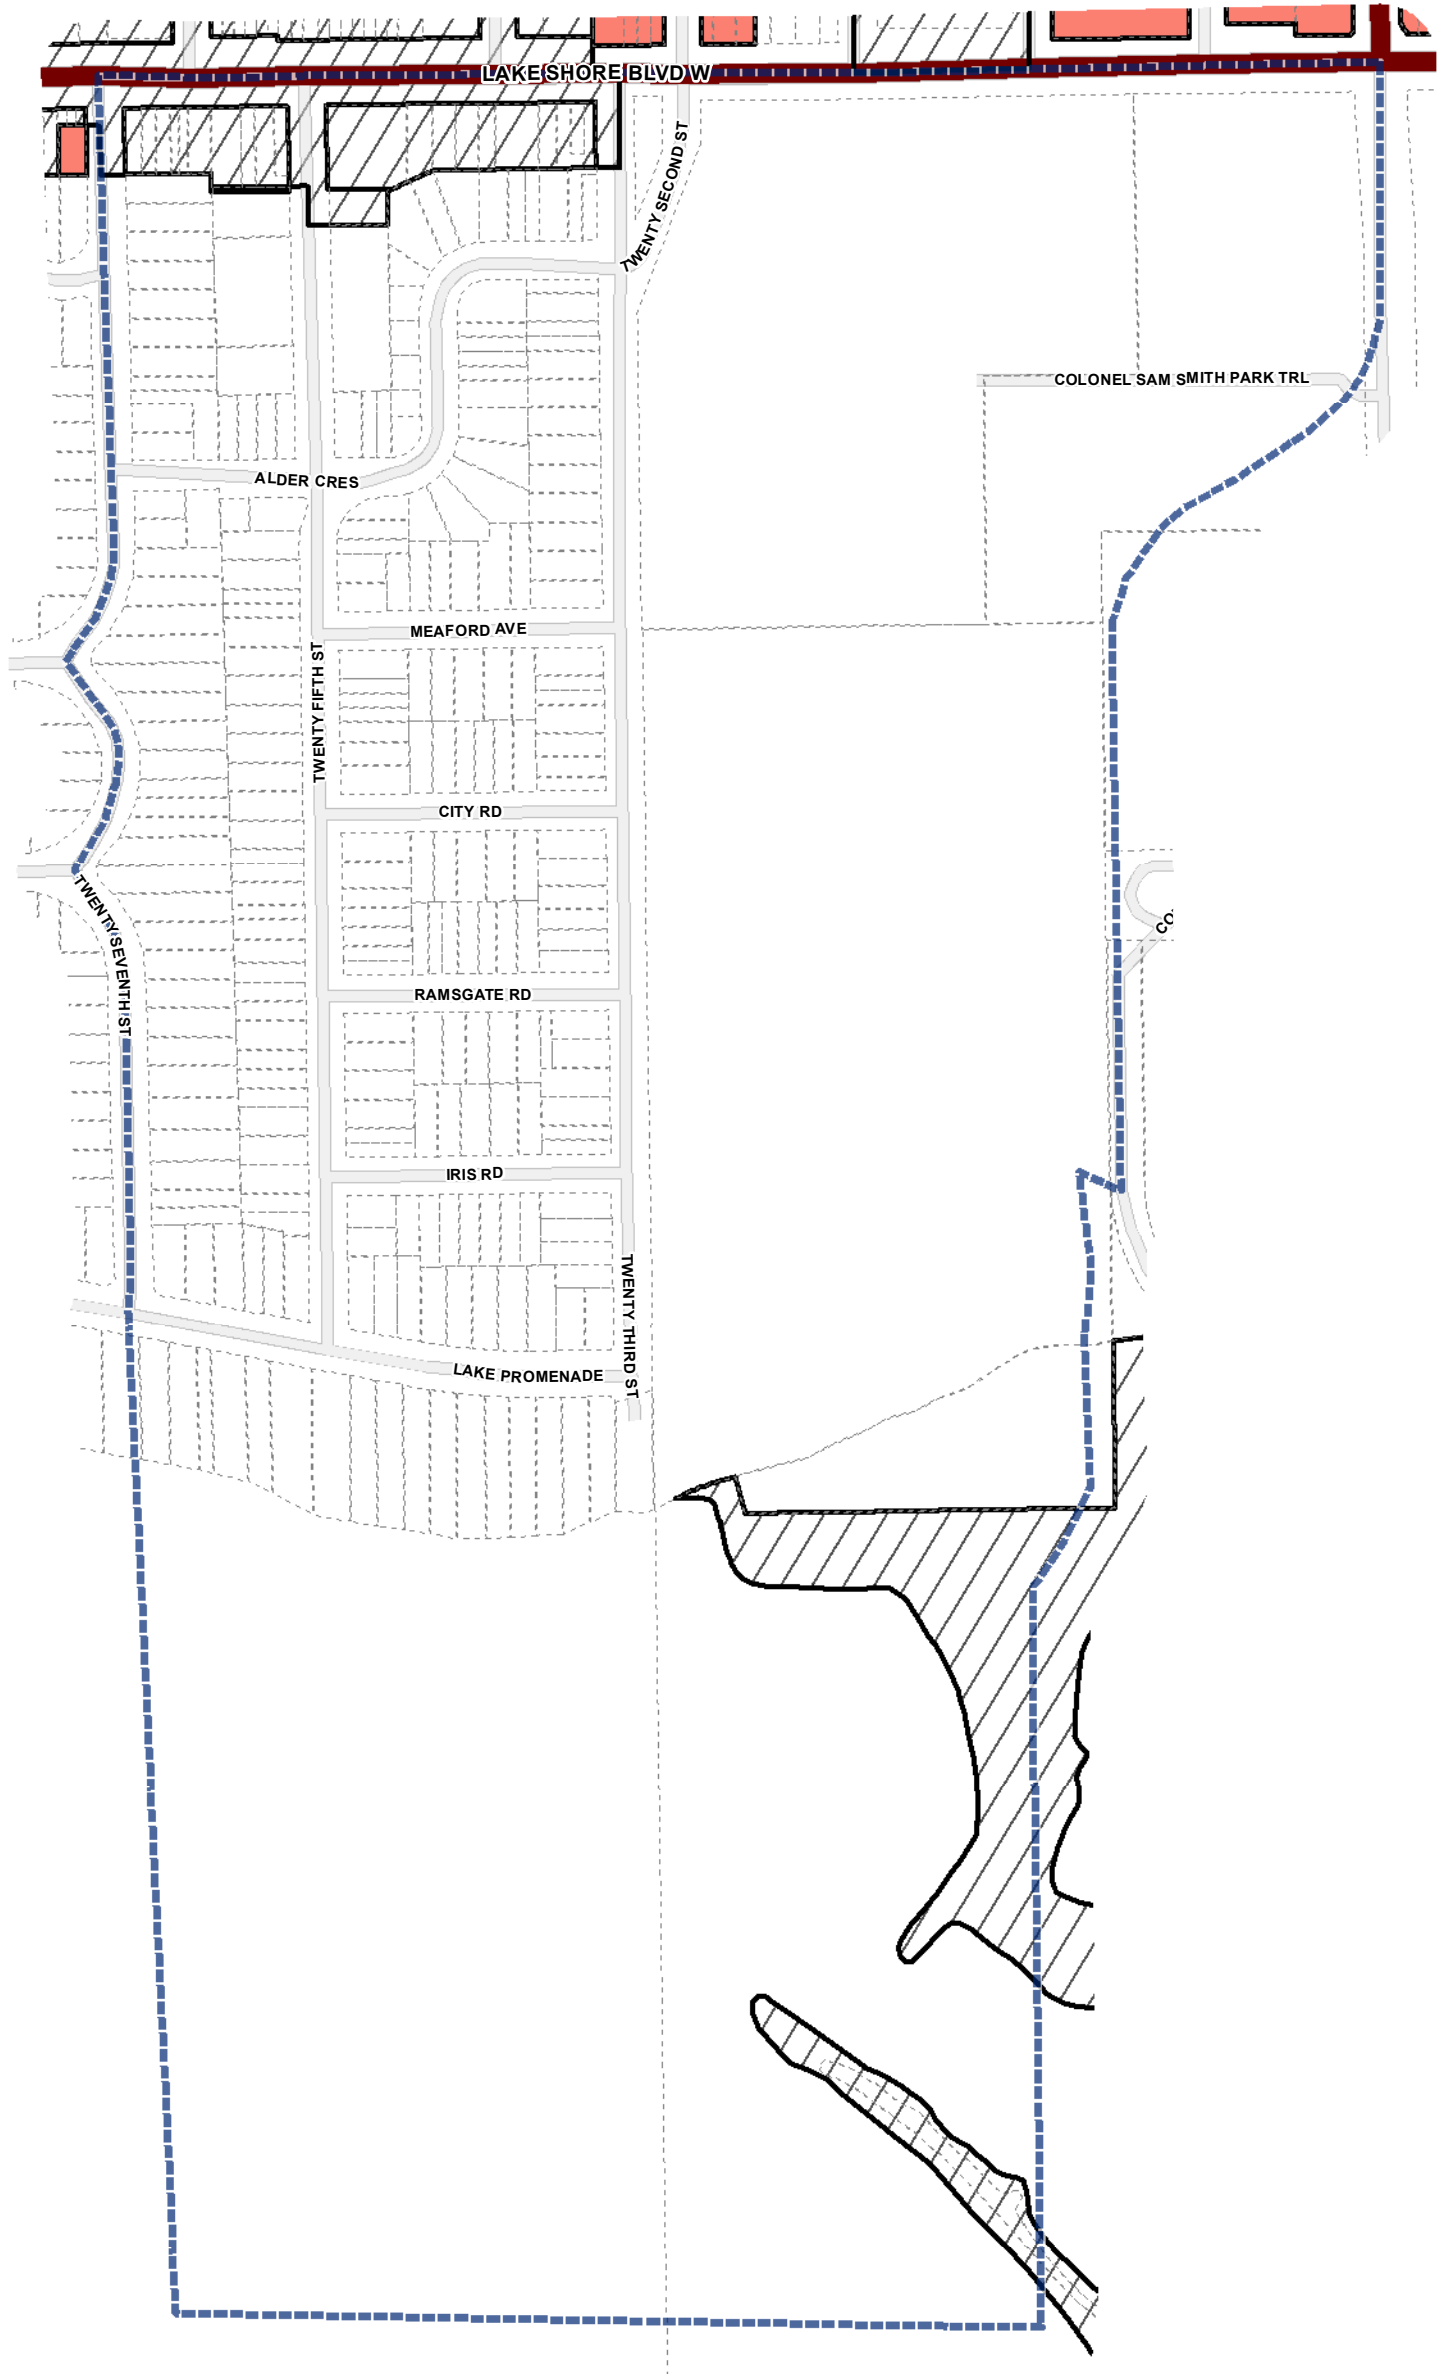 LAKE SHORE BLVD W
TWENTY SECOND ST
COLONEL SAM SMITH PARK TRL
ALDER CRES
MEAFORD AVE
TWENTY FIFTH ST
CITY RD
TWENTY SEVENTH ST
CO
RAMSGATE RD
IRIS RD
TWENTY THIRD ST
LAKE PROMENADE